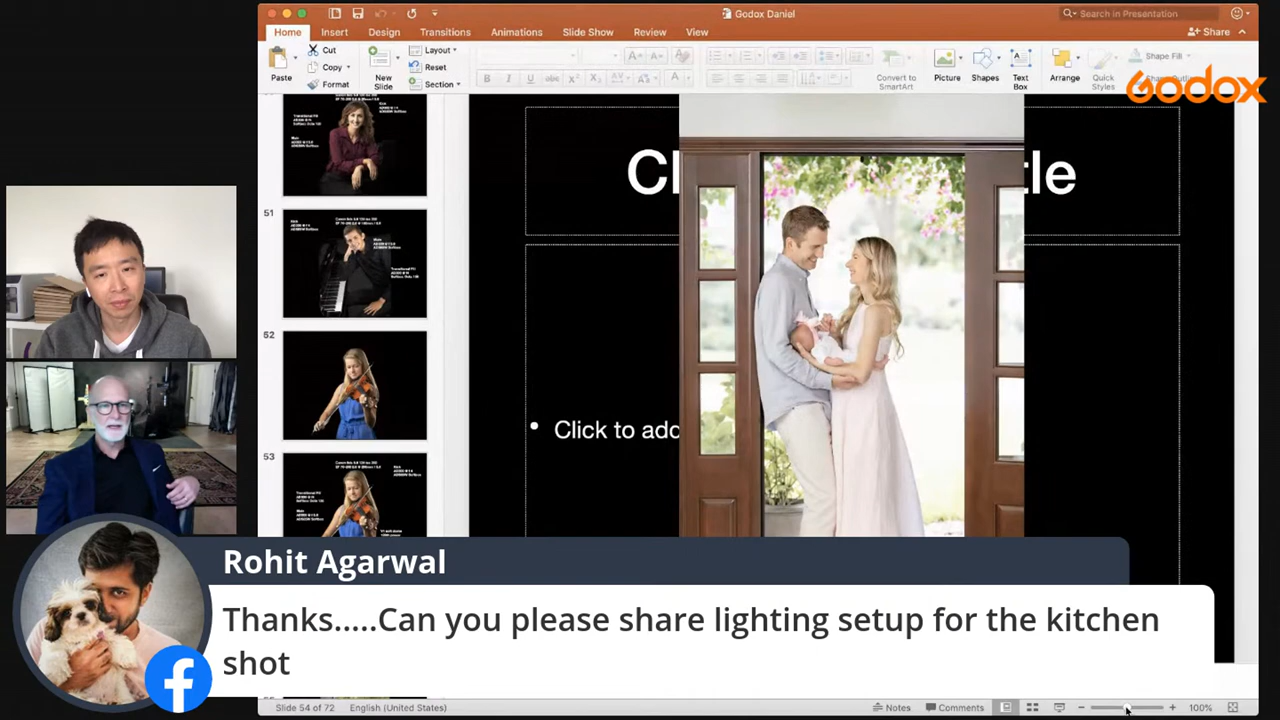 Godox Daniel
Search in Presentation
Home
Insert
Design
Transitions
Animations
Slide Show
Review
View
Share
Paste
Cut
Copy
Format
New
Slide
Layout
Reset
Section
Convert to
SmartArt
Picture
Shapes
Text
Box
Arrange
Quick
Styles
Shape Fill
Godox
51
52
53
Cl
tle
Click to add
Rohit Agarwal
Thanks.....Can you please share lighting setup for the kitchen
shot
Slide 54 of 72
English (United States)
Notes
Comments
100%